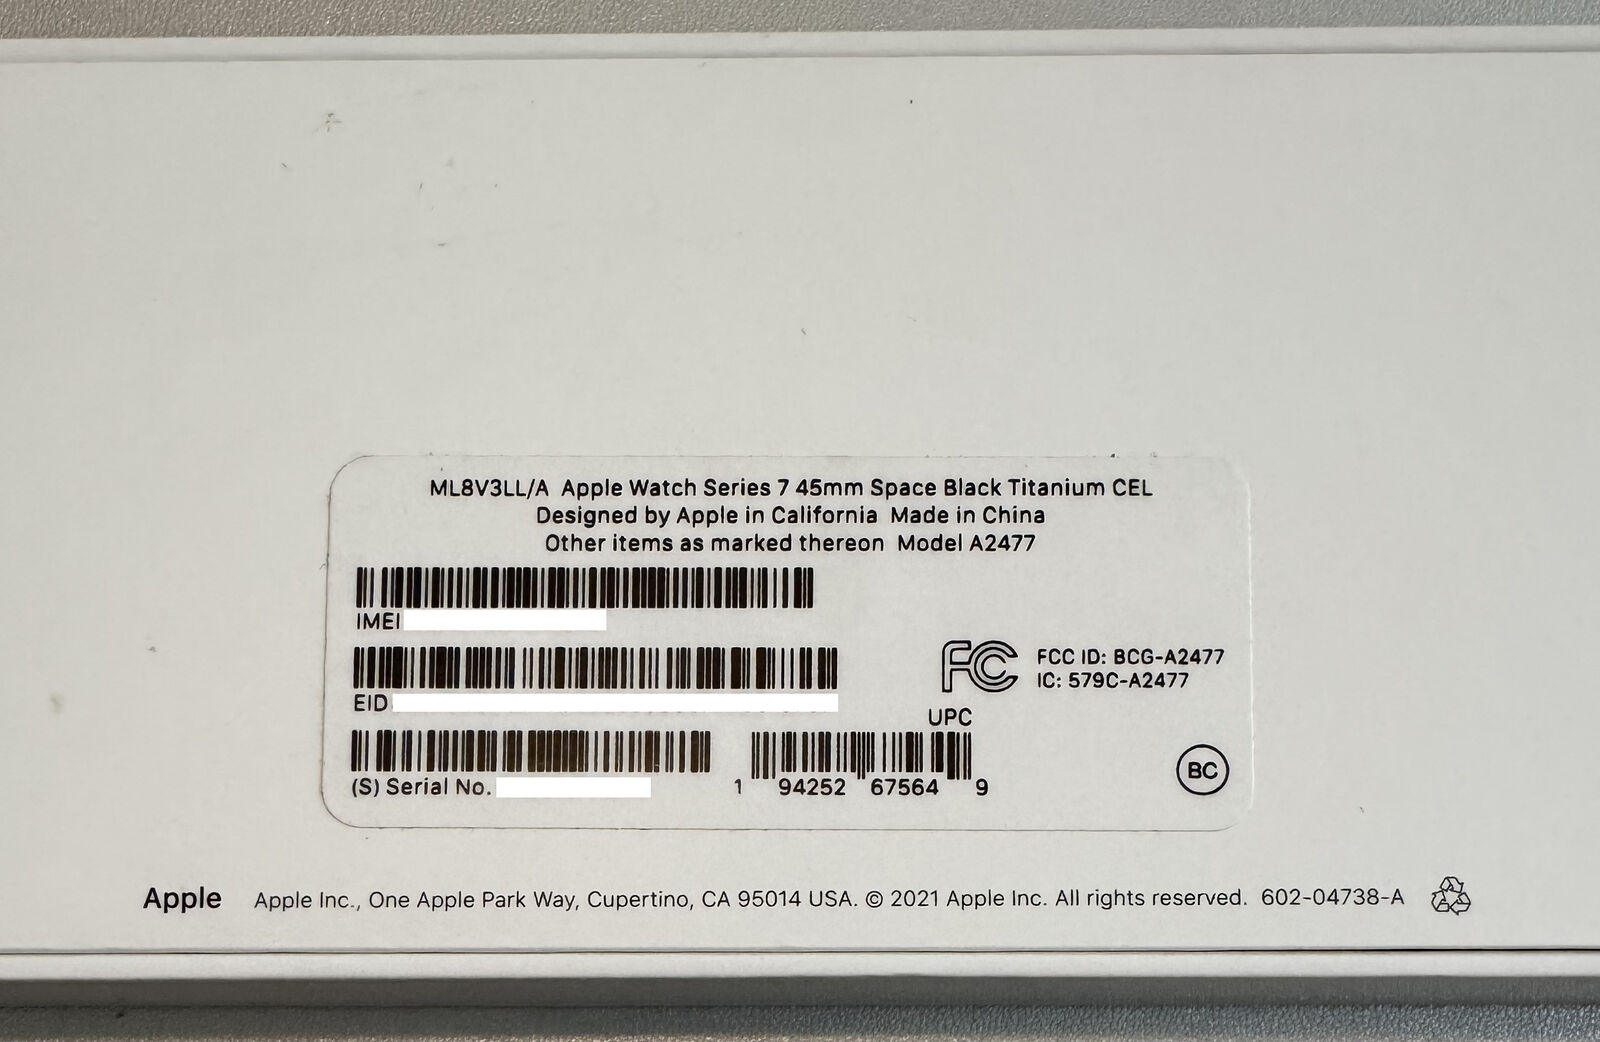 ML8V3LL/A Apple Watch Series 7 45mm Space Black Titanium CEL
Designed by Apple in California Made in China
Other items as marked thereon Model A2477
IMEI
EID
FC FCC ID: BCG-A2477
IC: 579C-A2477
UPC
(S) Serial No.
1 94252 67564 9
BC
Apple Apple Inc., One Apple Park Way, Cupertino, CA 95014 USA. © 2021 Apple Inc. All rights reserved. 602-04738-A